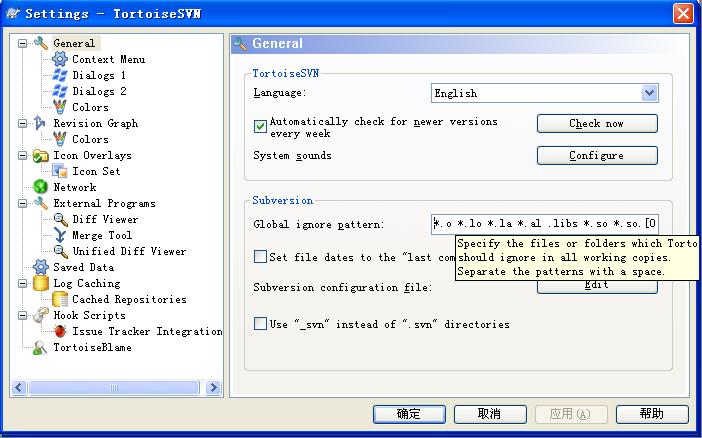 Settings - TortoiseSVN
General
Context Menu
Dialogs 1
Dialogs 2
Colors
Revision Graph
Colors
Icon Overlays
Icon Set
Network
External Programs
Diff Viewer
Merge Tool
Unified Diff Viewer
Saved Data
Log Caching
Cached Repositories
Hook Scripts
Issue Tracker Integration
TortoiseBlame
General
TortoiseSVN
Language:
English
Automatically check for newer versions
every week
Check now
System sounds
Configure
Subversion
Global ignore pattern:
*.o *.lo *.la *.al .libs *.so *.so.[0
Specify the files or folders which Torto
should ignore in all working copies.
Separate the patterns with a space.
Set file dates to the "last com
Subversion configuration file:
Edit
Use "_svn" instead of ".svn" directories
确定
取消
应用(A)
帮助